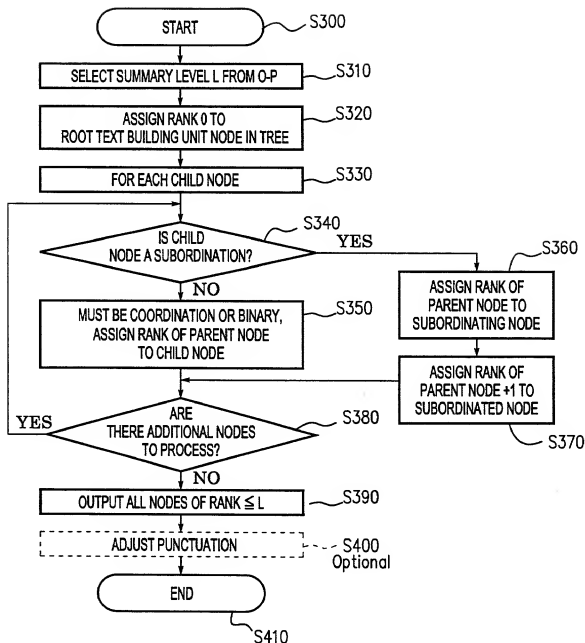 START
S300
SELECT SUMMARY LEVEL L FROM O-P
S310
ASSIGN RANK 0 TO
ROOT TEXT BUILDING UNIT NODE IN TREE
S320
FOR EACH CHILD NODE
S330
IS CHILD
NODE A SUBORDINATION?
S340
YES
NO
MUST BE COORDINATION OR BINARY,
ASSIGN RANK OF PARENT NODE
TO CHILD NODE
S350
ASSIGN RANK OF
PARENT NODE TO
SUBORDINATING NODE
S360
ASSIGN RANK OF
PARENT NODE +1 TO
SUBORDINATED NODE
S370
ARE
THERE ADDITIONAL NODES
TO PROCESS?
S380
YES
NO
OUTPUT ALL NODES OF RANK ≦ L
S390
ADJUST PUNCTUATION
S400
Optional
END
S410